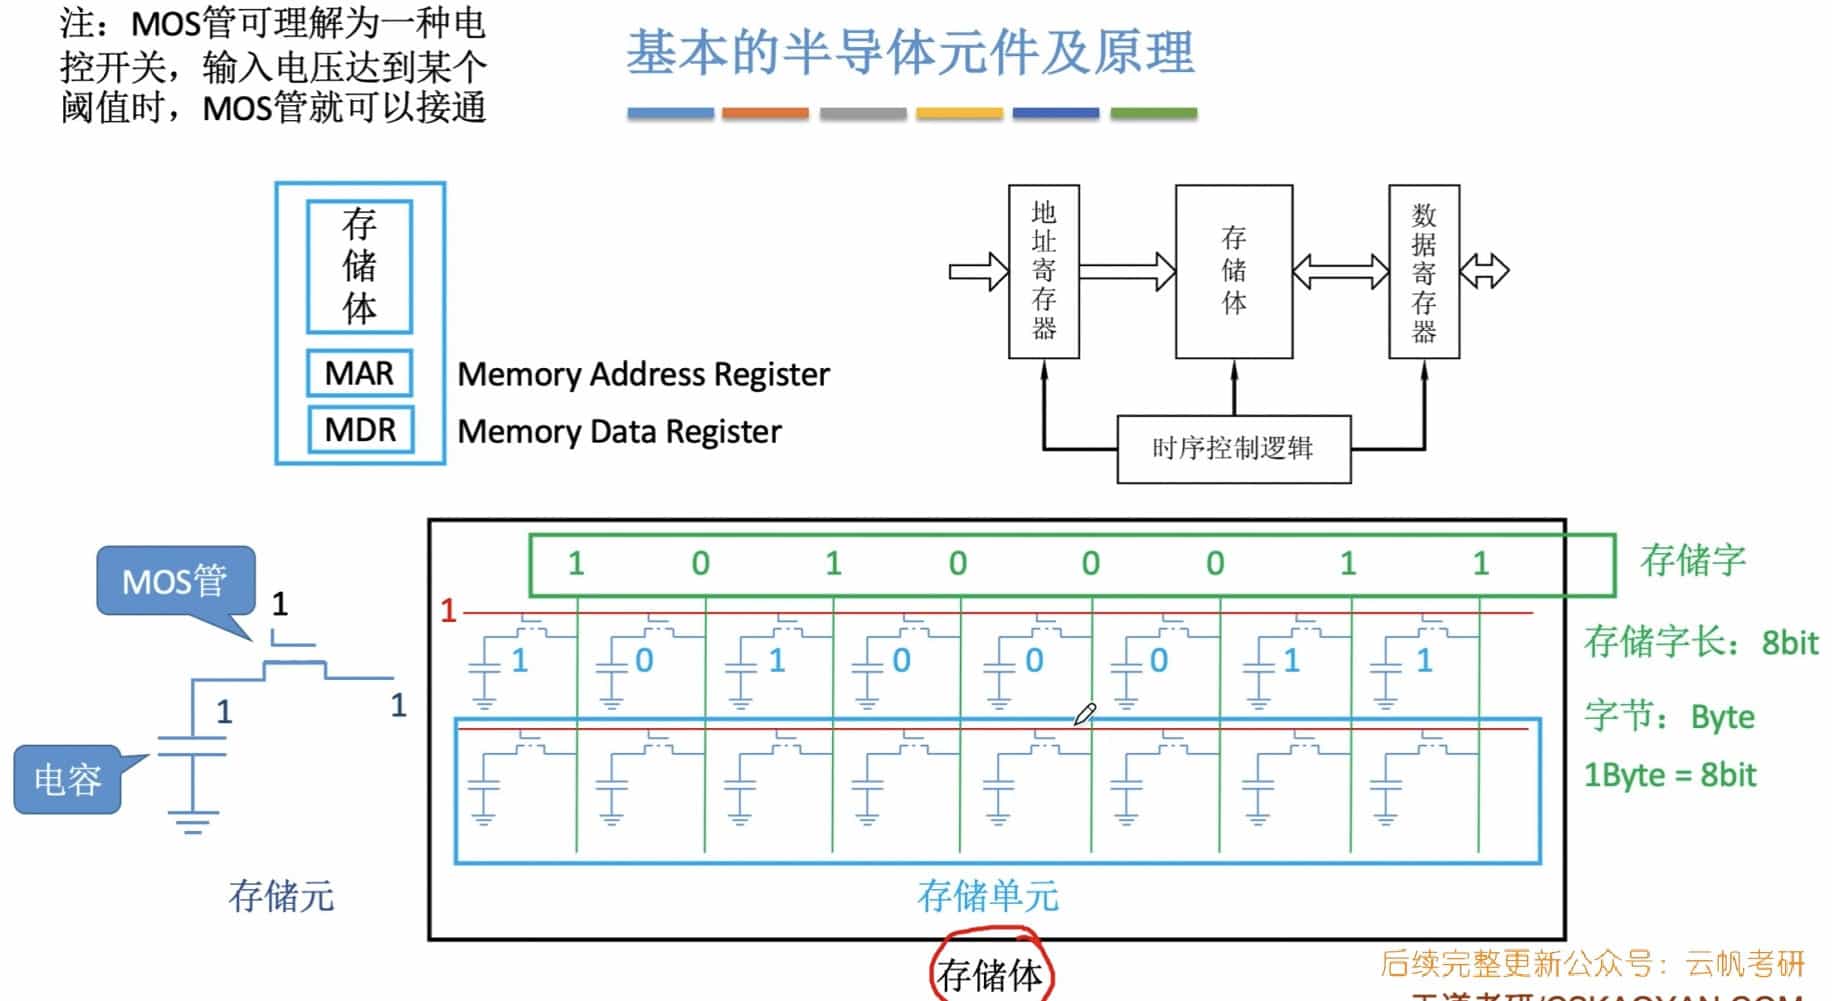 注：MOS管可理解为一种电
控开关，输入电压达到某个
阈值时，MOS管就可以接通
基本的半导体元件及原理
存储体
MAR
Memory Address Register
MDR
Memory Data Register
地址寄存器
存储体
数据寄存器
时序控制逻辑
MOS管
1
1
1
电容
存储元
1 0 1 0 0 0 1 1
1
1 0 1 0 0 0 1 1
存储单元
存储体
存储字
存储字长：8bit
字节：Byte
1Byte = 8bit
后续完整更新公众号：云帆考研
王道考研/CSKAOYAN.COM